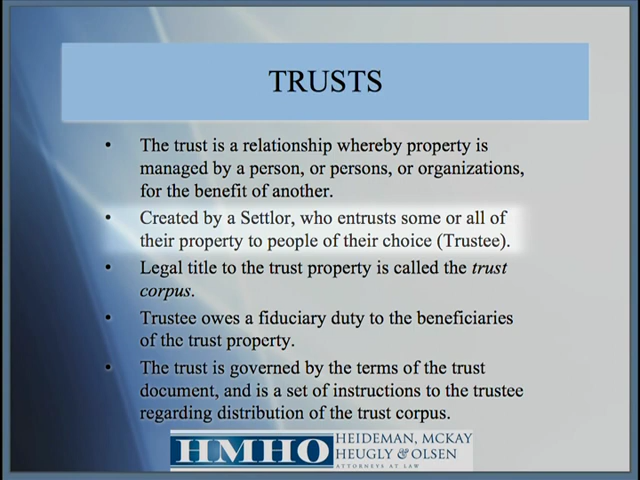 TRUSTS
• The trust is a relationship whereby property is
managed by a person, or persons, or organizations,
for the benefit of another.
• Created by a Settlor, who entrusts some or all of
their property to people of their choice (Trustee).
• Legal title to the trust property is called the trust
corpus.
• Trustee owes a fiduciary duty to the beneficiaries
of the trust property.
• The trust is governed by the terms of the trust
document, and is a set of instructions to the trustee
regarding distribution of the trust corpus.
HMHO HEIDEMAN, MCKAY
HEUGLY & OLSEN
ATTORNEYS AT LAW